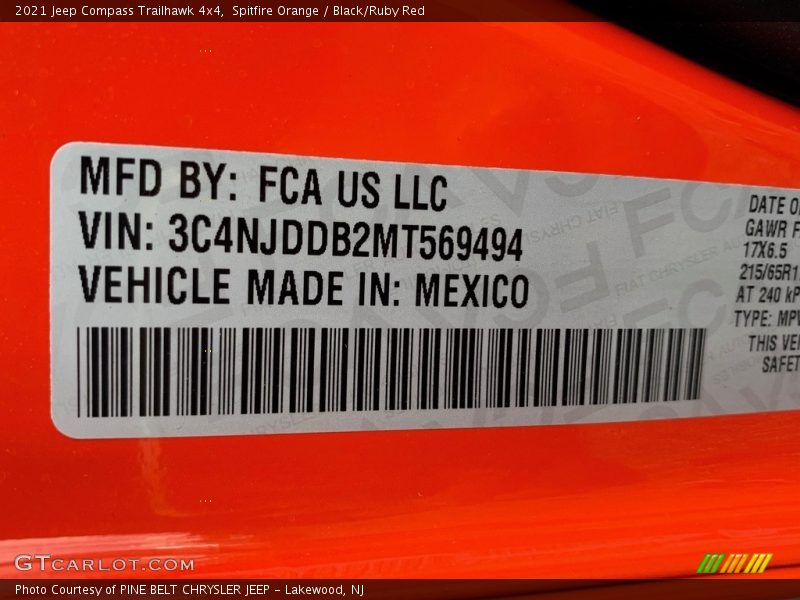 2021 Jeep Compass Trailhawk 4x4,  Spitfire Orange / Black/Ruby Red
MFD BY: FCA US LLC
VIN: 3C4NJDDB2MT569494
VEHICLE MADE IN: MEXICO
DATE
GAWR
17X6.5
215/65R1
AT 240 kP
TYPE: MPV
THIS VEH
SAFET
GTCARLOT.COM
Photo Courtesy of PINE BELT CHRYSLER JEEP - Lakewood, NJ